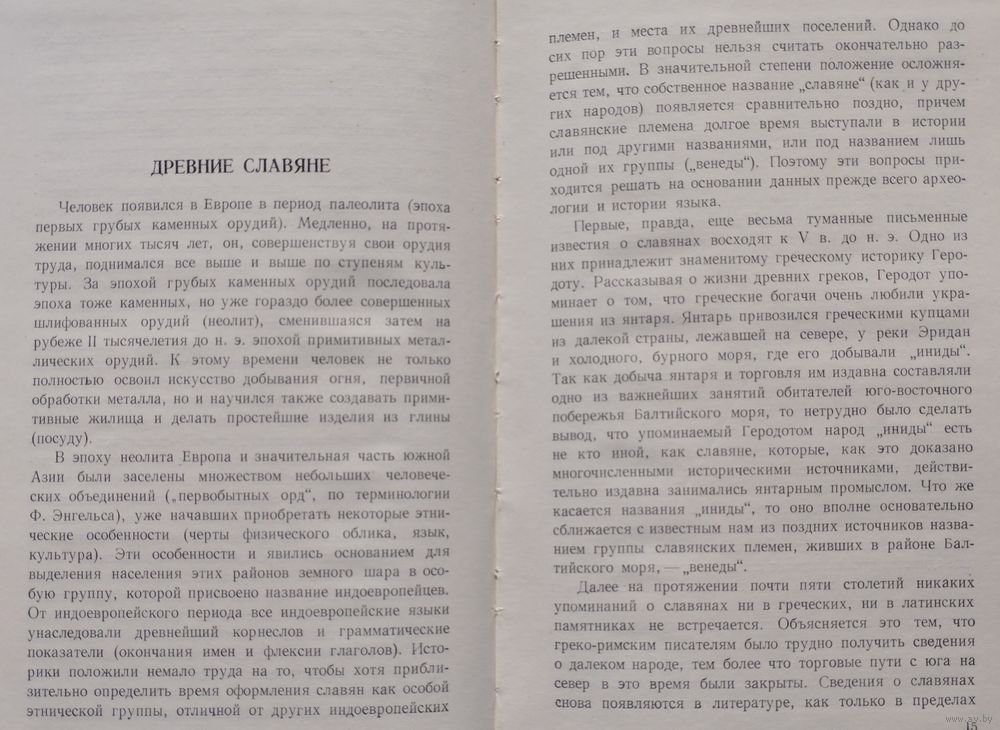 ДРЕВНИЕ СЛАВЯНЕ
Человек появился в Европе в период палеолита (эпоха
первых грубых каменных орудий). Медленно, на протя-
жении многих тысяч лет, он, совершенствуя свои орудия
труда, поднимался все выше и выше по ступеням куль-
туры. За эпохой грубых каменных орудий последовала
эпоха тоже каменных, но уже гораздо более совершенных
шлифованных орудий (неолит), сменившаяся затем на
рубеже II тысячелетия до н. э. эпохой примитивных метал-
лических орудий. К этому времени человек не только
полностью освоил искусство добывания огня, первичной
обработки металла, но и научился также создавать прими-
тивные жилища и делать простейшие изделия из глины
(посуду).
В эпоху неолита Европа и значительная часть южной
Азии были заселены множеством небольших человече-
ских объединений („первобытных орд“, по терминологии
Ф. Энгельса), уже начавших приобретать некоторые этни-
ческие особенности (черты физического облика, язык,
культура). Эти особенности и явились основанием для
выделения населения этих районов земного шара в осо-
бую группу, которой присвоено название индоевропейцев.
От индоевропейского периода все индоевропейские языки
унаследовали древнейший корнеслов и грамматические
показатели (окончания имен и флексии глаголов). Исто-
рики положили немало труда на то, чтобы хотя прибли-
зительно определить время оформления славян как особой
этнической группы, отличной от других индоевропейских
племен, и места их древнейших поселений. Однако до
сих пор эти вопросы нельзя считать окончательно раз-
решенными. В значительной степени положение осложня-
ется тем, что собственное название „славяне“ (как и у дру-
гих народов) появляется сравнительно поздно, причем
славянские племена долгое время выступали в истории
или под другими названиями, или под названием лишь
одной их группы („венеды“). Поэтому эти вопросы при-
ходится решать на основании данных прежде всего архео-
логии и истории языка.
Первые, правда, еще весьма туманные письменные
известия о славянах восходят к V в. до н. э. Одно из
них принадлежит знаменитому греческому историку Геро-
доту. Рассказывая о жизни древних греков, Геродот упо-
минает о том, что греческие богачи очень любили укра-
шения из янтаря. Янтарь привозился греческими купцами
из далекой страны, лежавшей на севере, у реки Эридан
и холодного, бурного моря, где его добывали „иниды“.
Так как добыча янтаря и торговля им издавна составляли
одно из важнейших занятий обитателей юго-восточного
побережья Балтийского моря, то нетрудно было сделать
вывод, что упоминаемый Геродотом народ „иниды“ есть
не кто иной, как славяне, которые, как это доказано
многочисленными историческими источниками, действи-
тельно издавна занимались янтарным промыслом. Что же
касается названия „иниды“, то оно вполне основательно
сближается с известным нам из поздних источников назва-
нием группы славянских племен, живших в районе Бал-
тийского моря, — „венеды“.
Далее на протяжении почти пяти столетий никаких
упоминаний о славянах ни в греческих, ни в латинских
памятниках не встречается. Объясняется это тем, что
греко-римским писателям было трудно получить сведения
о далеком народе, тем более что торговые пути с юга на
север в это время были закрыты. Сведения о славянах
снова появляются в литературе, как только в пределах
15
www.ay.by